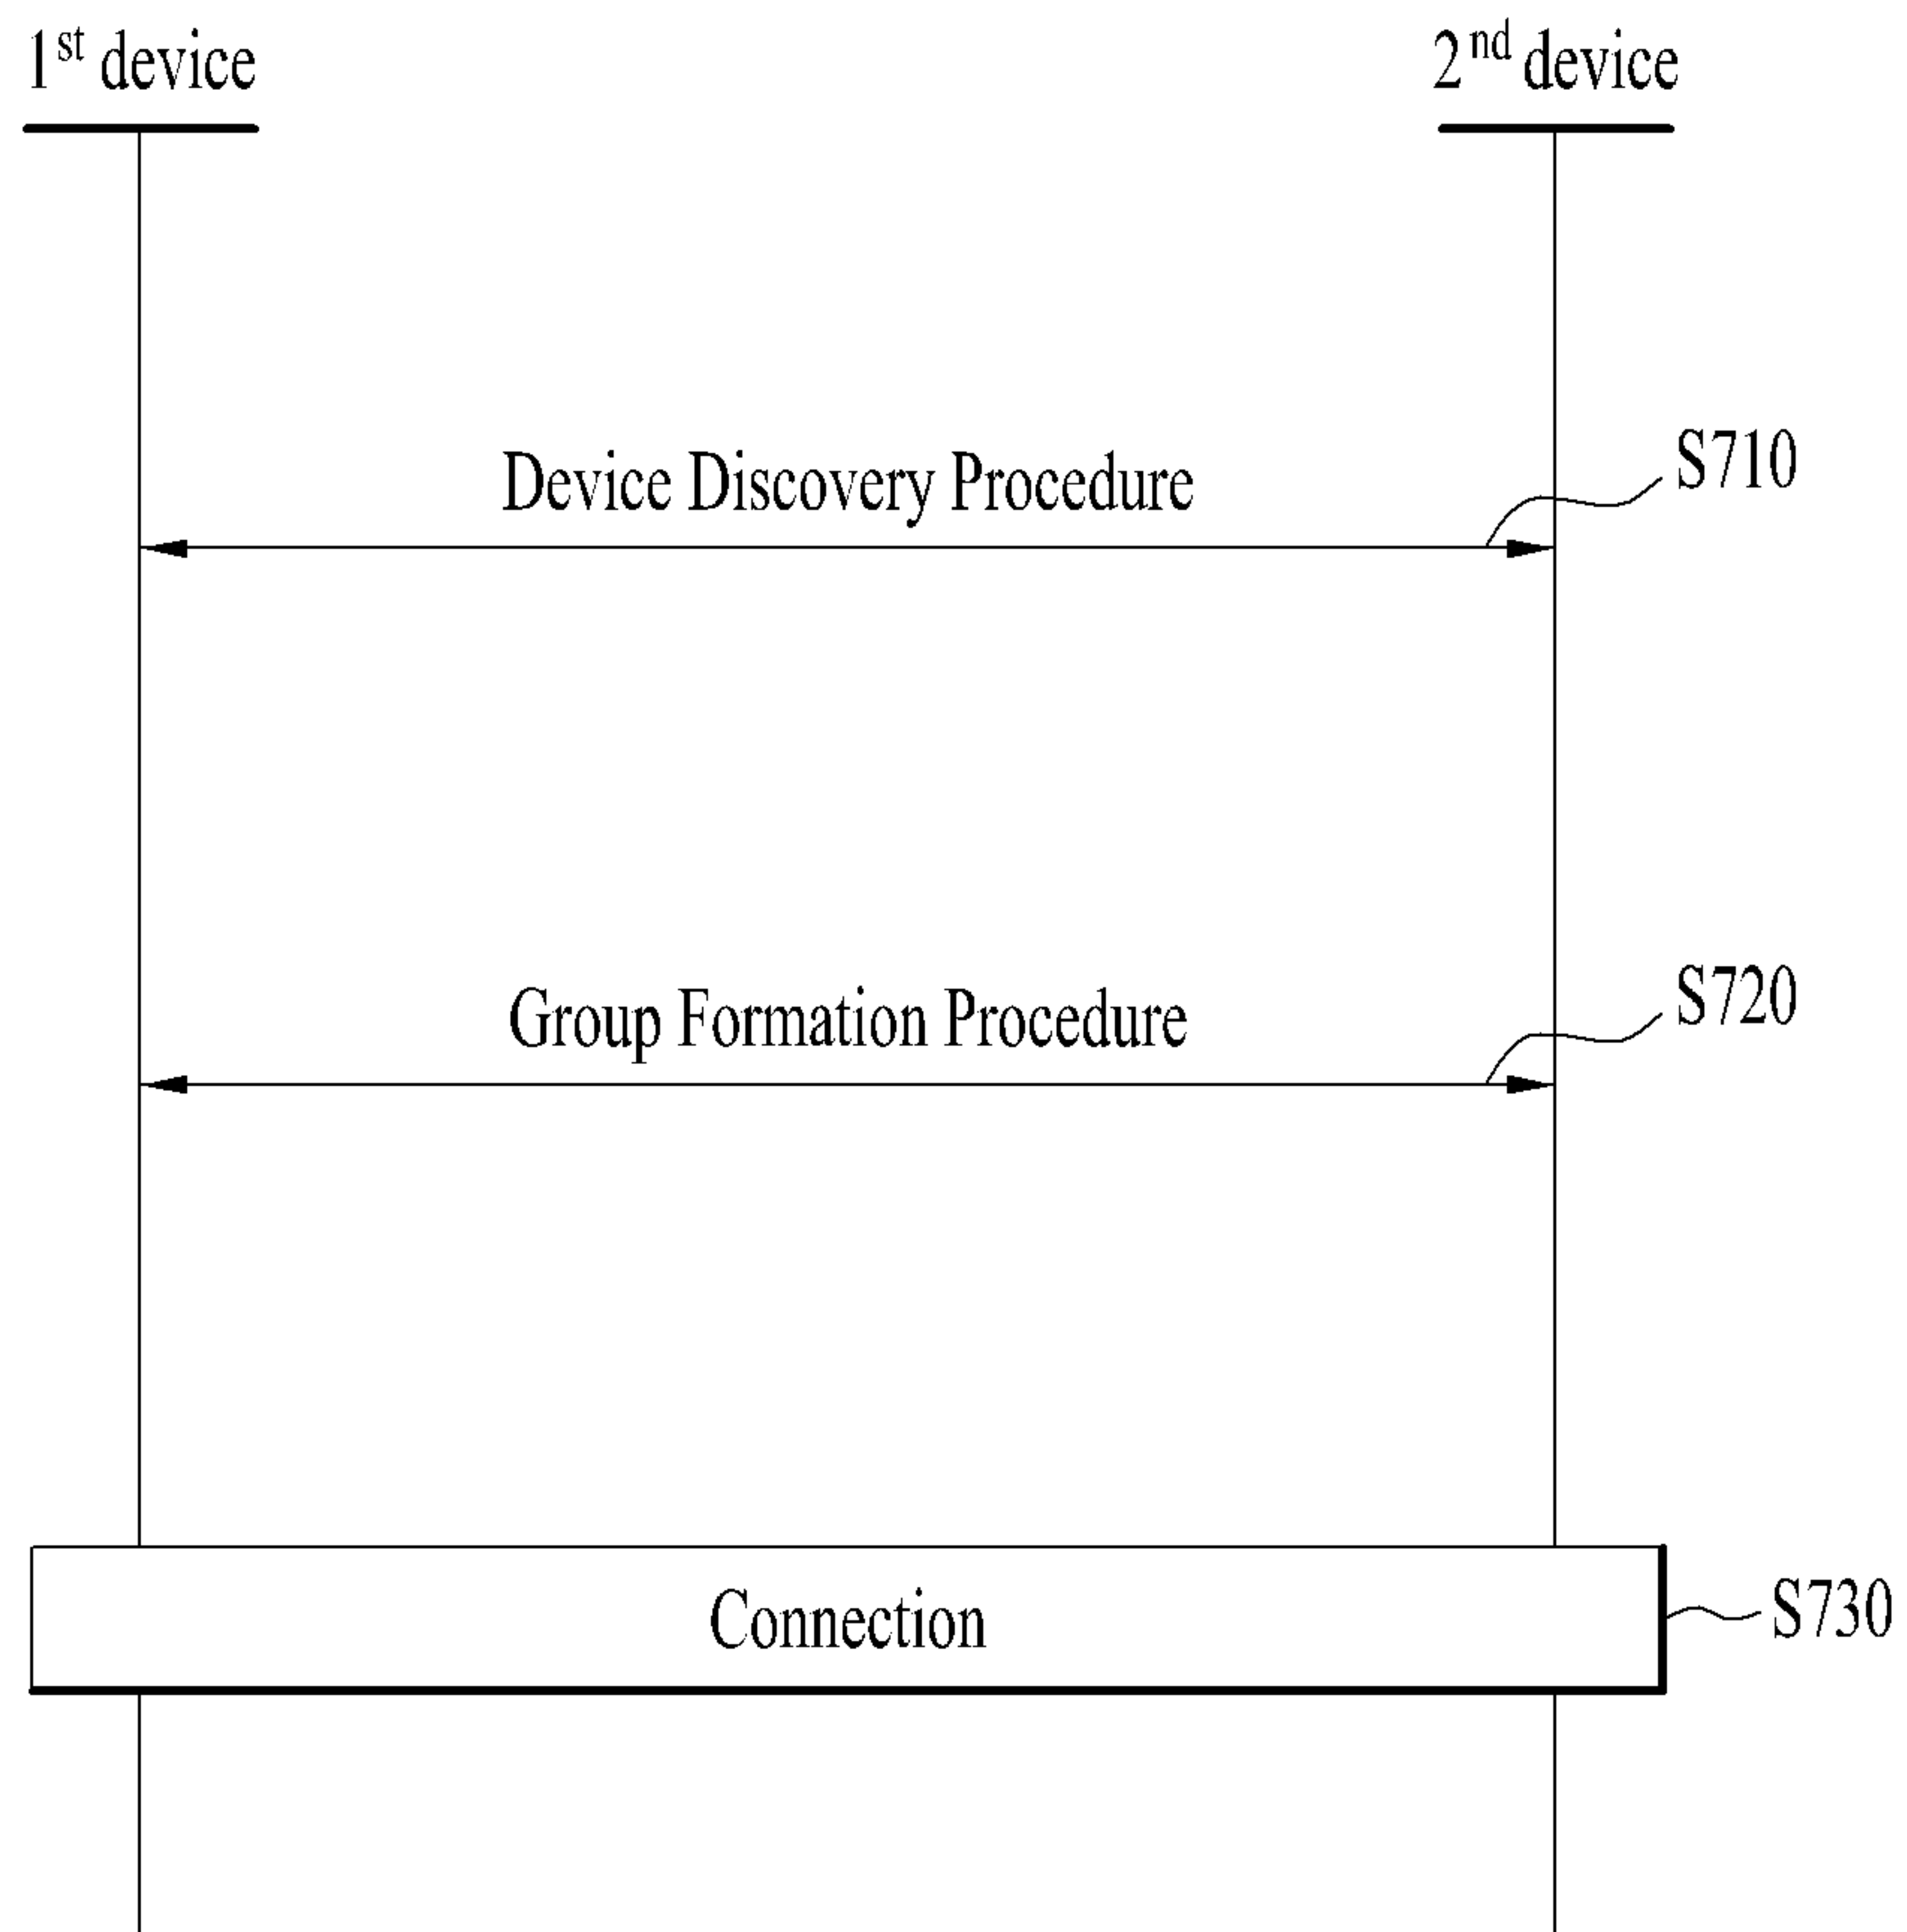 1st device
2nd device
Device Discovery Procedure
S710
Group Formation Procedure
S720
Connection
S730